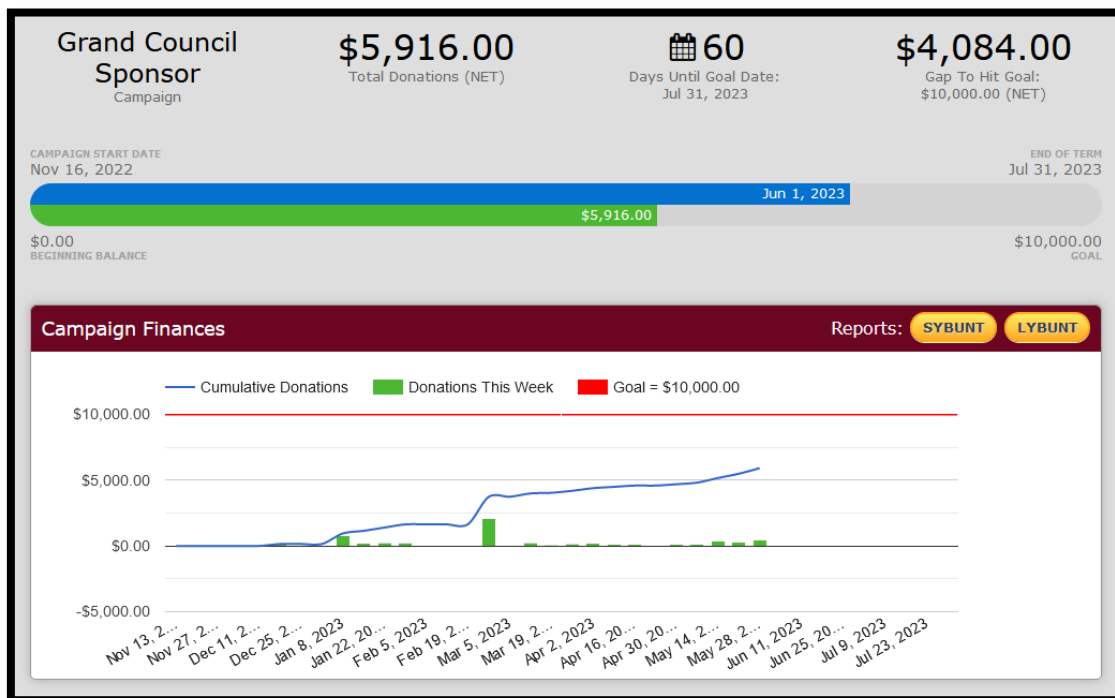 Grand Council
Sponsor
Campaign
$5,916.00
Total Donations (NET)
60
Days Until Goal Date:
Jul 31, 2023
$4,084.00
Gap To Hit Goal:
$10,000.00 (NET)
CAMPAIGN START DATE
Nov 16, 2022
END OF TERM
Jul 31, 2023
Jun 1, 2023
$5,916.00
$0.00
BEGINNING BALANCE
$10,000.00
GOAL
Campaign Finances
Reports: SYBUNT LYBUNT
Cumulative Donations Donations This Week Goal = $10,000.00
$10,000.00
$5,000.00
$0.00
-$5,000.00
Nov 13, 2...
Nov 27, 2...
Dec 11, 2...
Dec 25, 2...
Jan 8, 2023
Jan 22, 20...
Feb 5, 2023
Feb 19, 2...
Mar 5, 2023
Mar 19, 2...
Apr 2, 2023
Apr 16, 20...
Apr 30, 20...
May 14, 2...
May 28, 2...
Jun 11, 2023
Jun 25, 20...
Jul 9, 2023
Jul 23, 2023